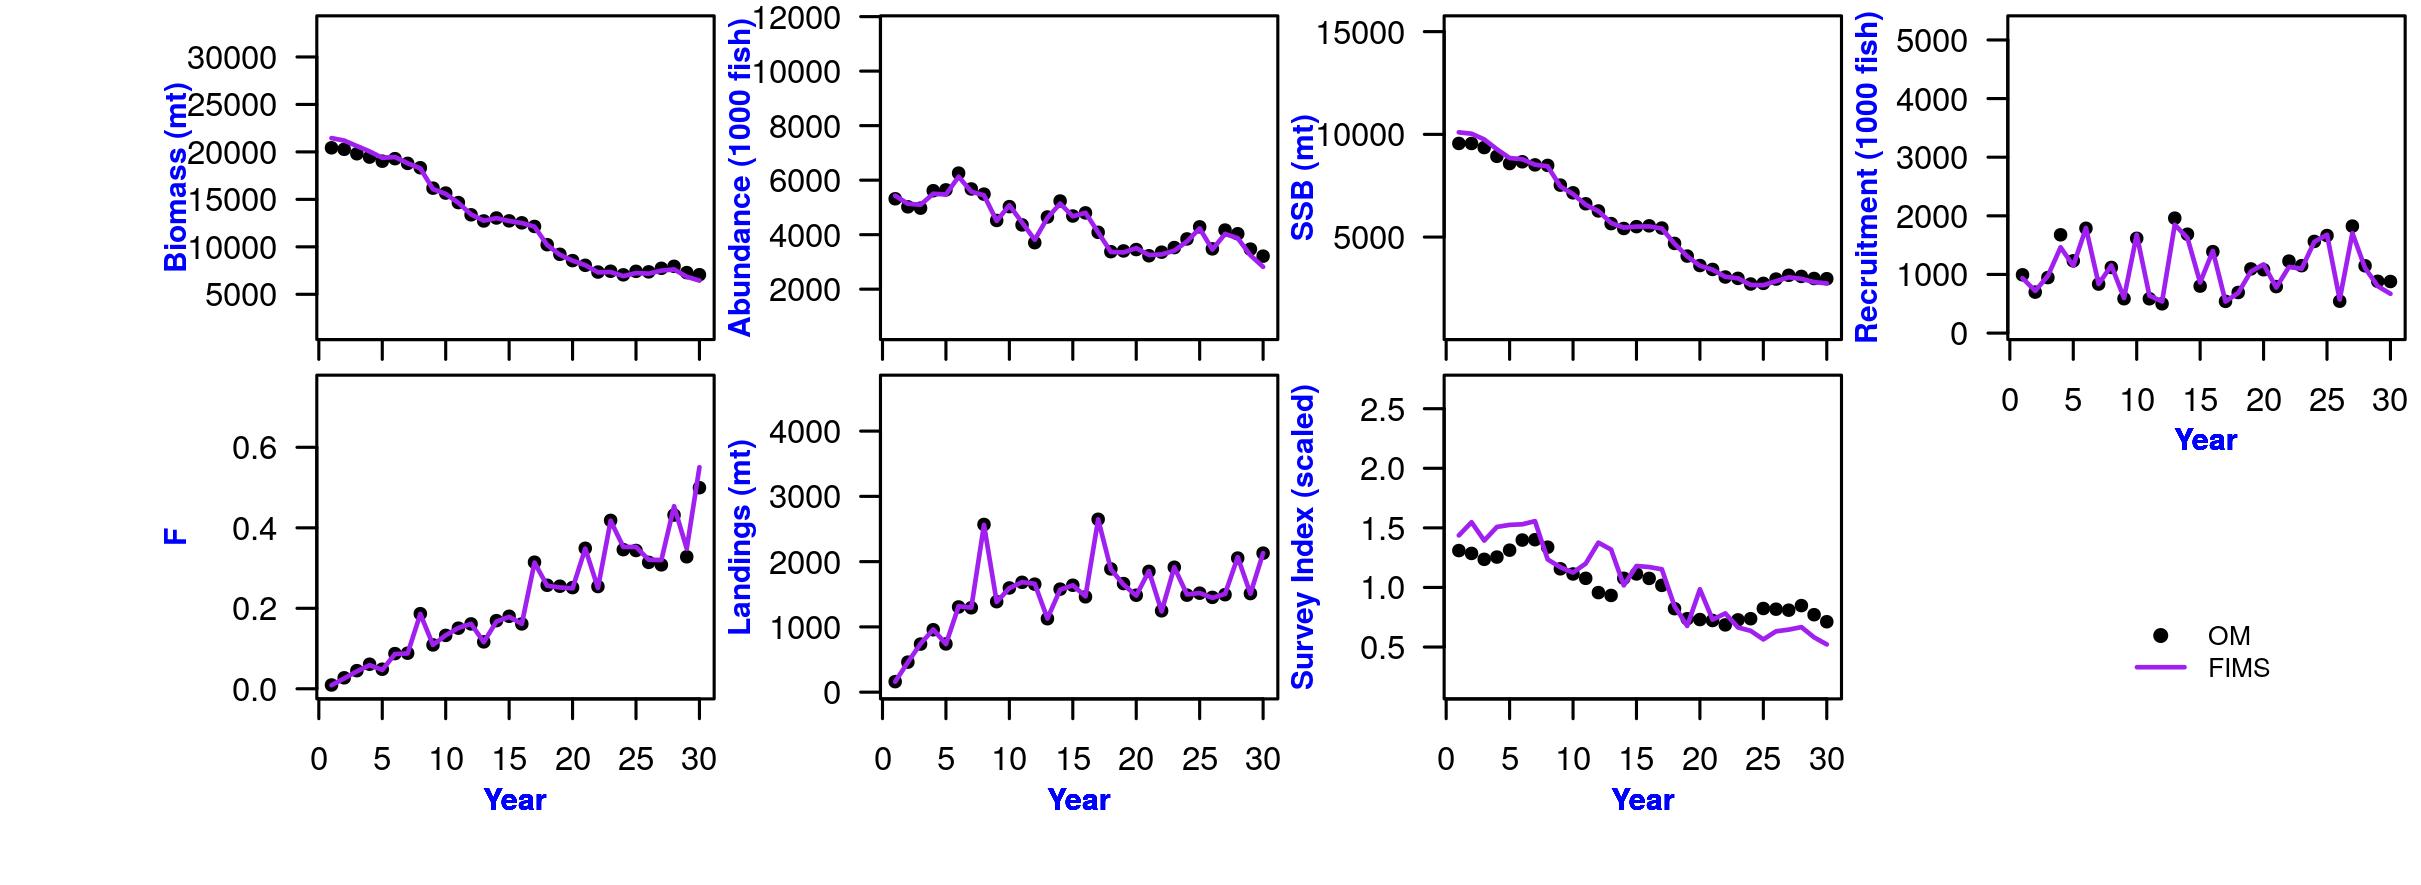 Biomass (mt)
30000
25000
20000
15000
10000
5000
Abundance (1000 fish)
12000
10000
8000
6000
4000
2000
SSB (mt)
15000
10000
5000
Recruitment (1000 fish)
5000
4000
3000
2000
1000
0
0 5 10 15 20 25 30
Year
F
0.6
0.4
0.2
0.0
0 5 10 15 20 25 30
Year
Landings (mt)
4000
3000
2000
1000
0
0 5 10 15 20 25 30
Year
Survey Index (scaled)
2.5
2.0
1.5
1.0
0.5
0 5 10 15 20 25 30
Year
OM
FIMS